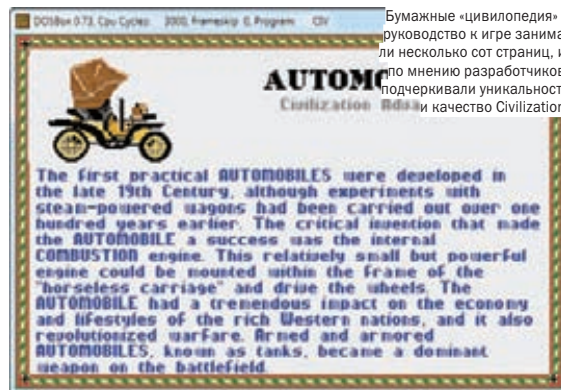 DOSBox 0.73, Cpu Cycles: 3000, Frameskip 0, Program: CIV
Бумажные «цивилопедия»
руководство к игре занима
ли несколько сот страниц, и
по мнению разработчиков
подчеркивали уникальност
и качество Civilization
AUTOMO
Civilization Adva
The first practical AUTOMOBILES were developed in
the late 19th Century, although experiments with
steam-powered wagons had been carried out over one
hundred years earlier. The critical invention that made
the AUTOMOBILE a success was the internal
COMBUSTION engine. This relatively small but powerful
engine could be mounted within the frame of the
"horseless carriage" and drive the wheels. The
AUTOMOBILE had a tremendous impact on the economy
and lifestyles of the rich Western nations, and it also
revolutionized warfare. Armed and armored
AUTOMOBILES, known as tanks, became a dominant
weapon on the battlefield.